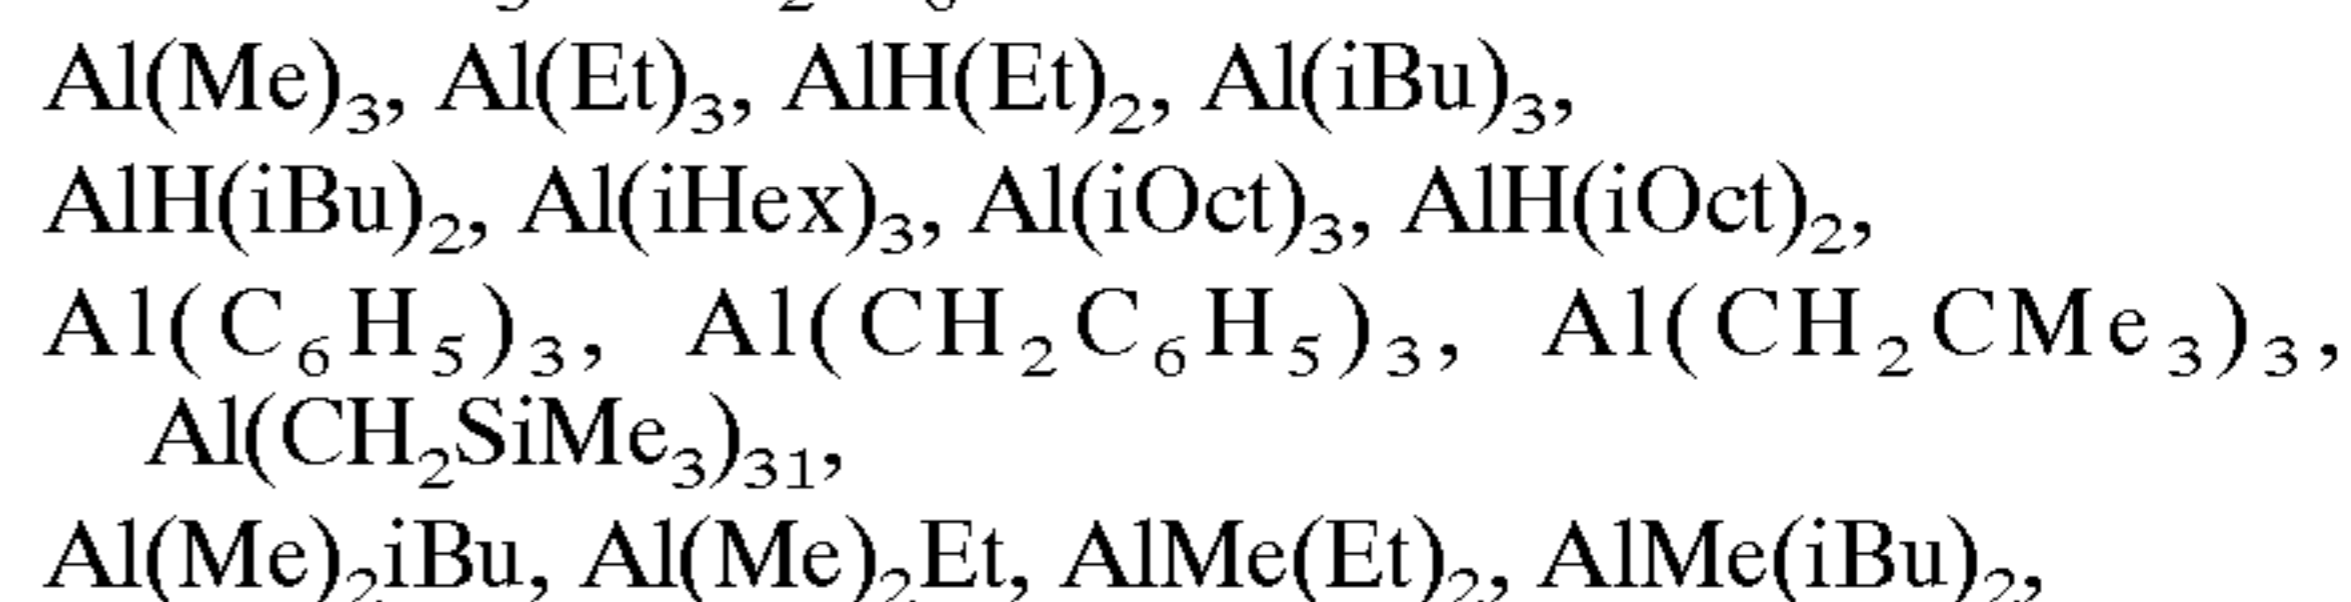 Al(Me)₃, Al(Et)₃, AlH(Et)₂, Al(iBu)₃,
AlH(iBu)₂, Al(iHex)₃, Al(iOct)₃, AlH(iOct)₂,
Al(C₆H₅)₃, Al(CH₂C₆H₅)₃, Al(CH₂CMe₃)₃,
Al(CH₂SiMe₃)₃₁,
Al(Me)₂iBu, Al(Me)₂Et, AlMe(Et)₂, AlMe(iBu)₂,